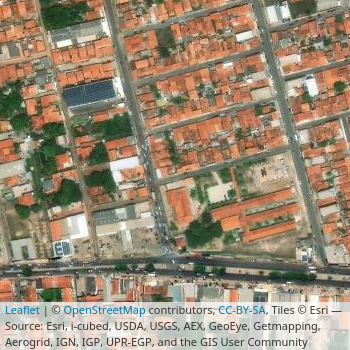 Leaflet | © OpenStreetMap contributors, CC-BY-SA, Tiles © Esri —
Source: Esri, i-cubed, USDA, USGS, AEX, GeoEye, Getmapping,
Aerogrid, IGN, IGP, UPR-EGP, and the GIS User Community